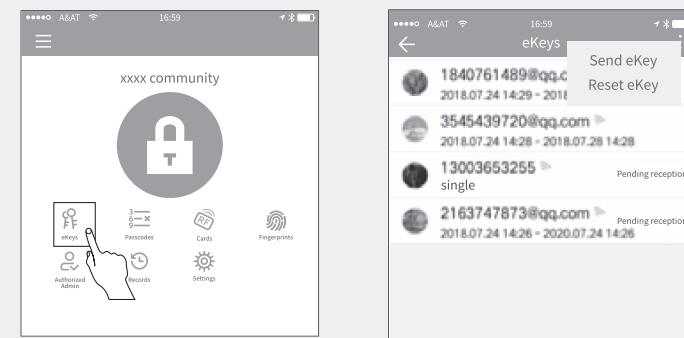 A&AT 16:59
xxxx community
T
eKeys
Passcodes
RF
Cards
Fingerprints
Authorized
Admin
Records
Settings
A&AT 16:59
eKeys
Send eKey
Reset eKey
1840761489@qq.c
2018.07.24 14:29 - 2018
3545439720@qq.com
2018.07.24 14:28 - 2018.07.28 14:28
13003653255
Pending reception
single
2163747873@qq.com
Pending reception
2018.07.24 14:26 - 2020.07.24 14:26